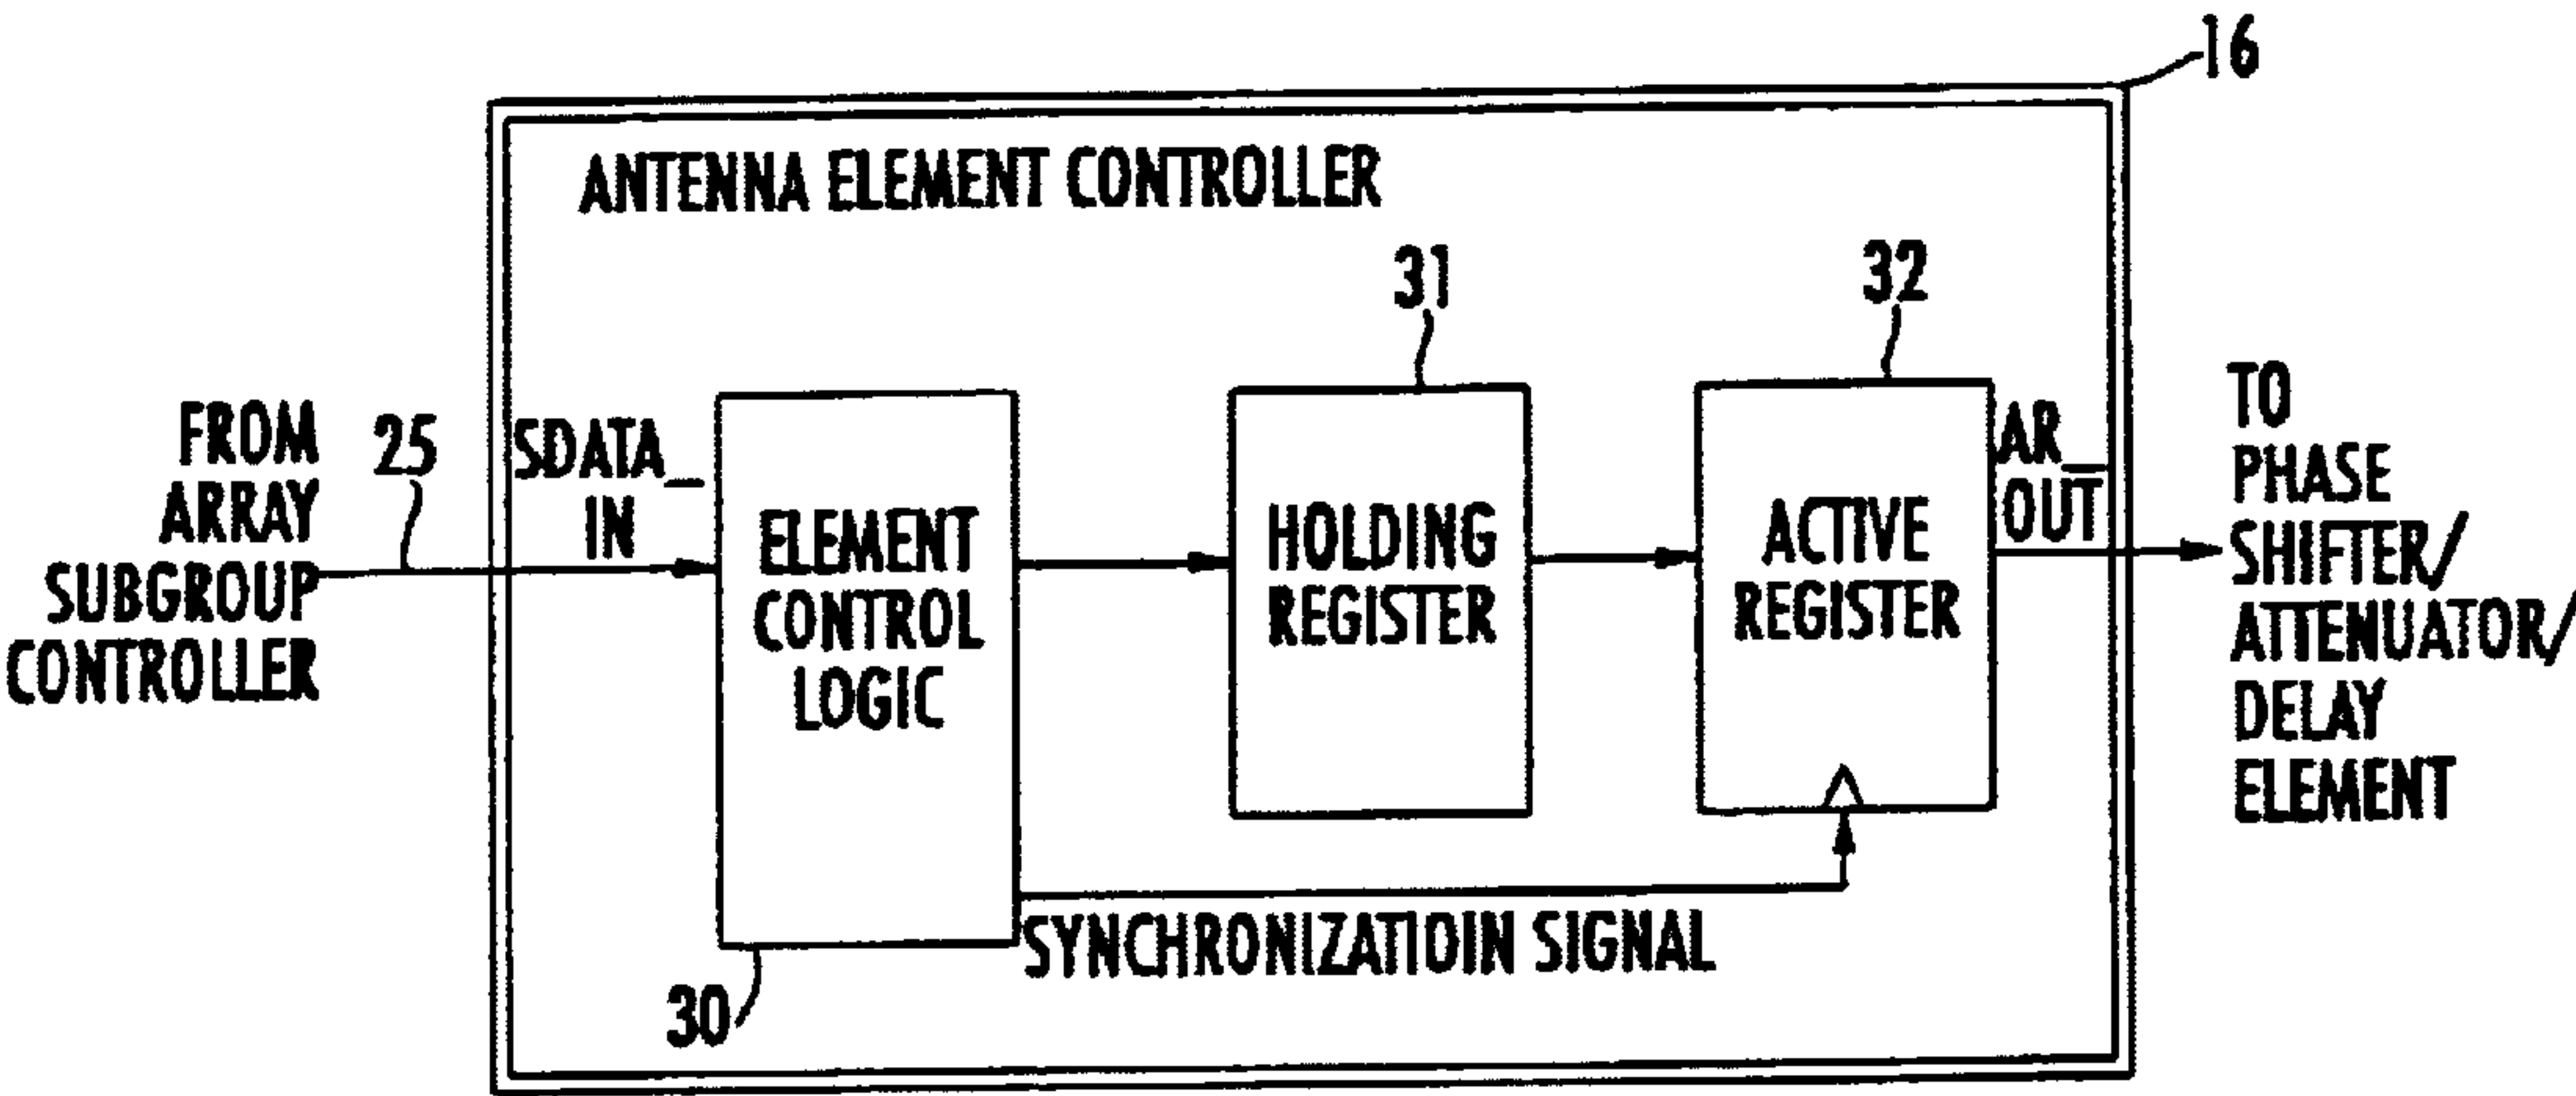 16
ANTENNA ELEMENT CONTROLLER
31
32
FROM
ARRAY
SUBGROUP
CONTROLLER
25
SDATA_
IN
ELEMENT
CONTROL
LOGIC
HOLDING
REGISTER
ACTIVE
REGISTER
AR_
OUT
TO
PHASE
SHIFTER/
ATTENUATOR/
DELAY
ELEMENT
SYNCHRONIZATIOIN SIGNAL
30